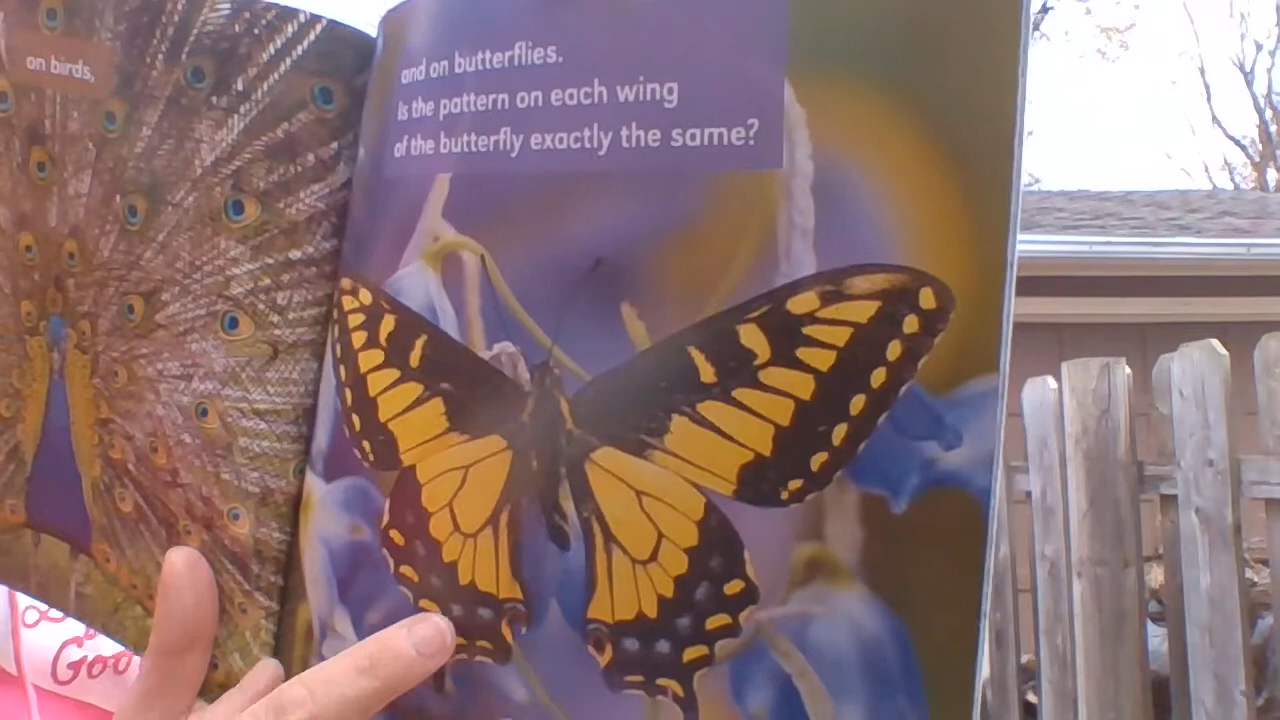 on birds,
and on butterflies.
Is the pattern on each wing
of the butterfly exactly the same?
Goo